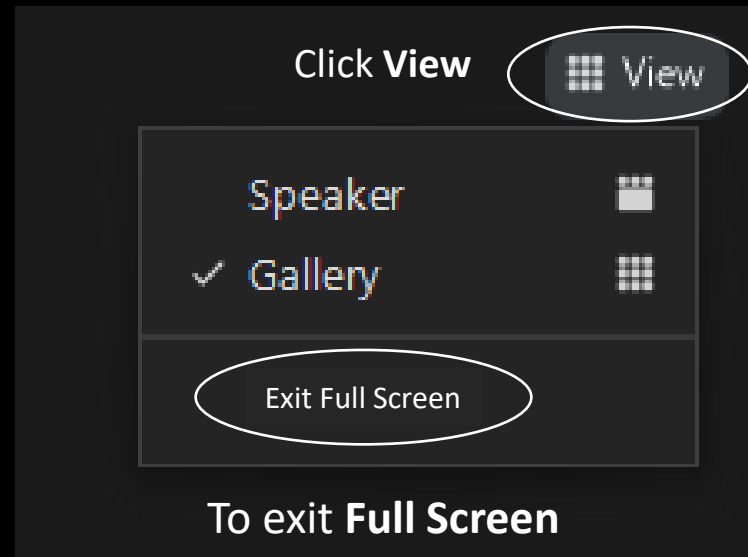 Click View
View
Speaker
Gallery
Exit Full Screen
To exit Full Screen